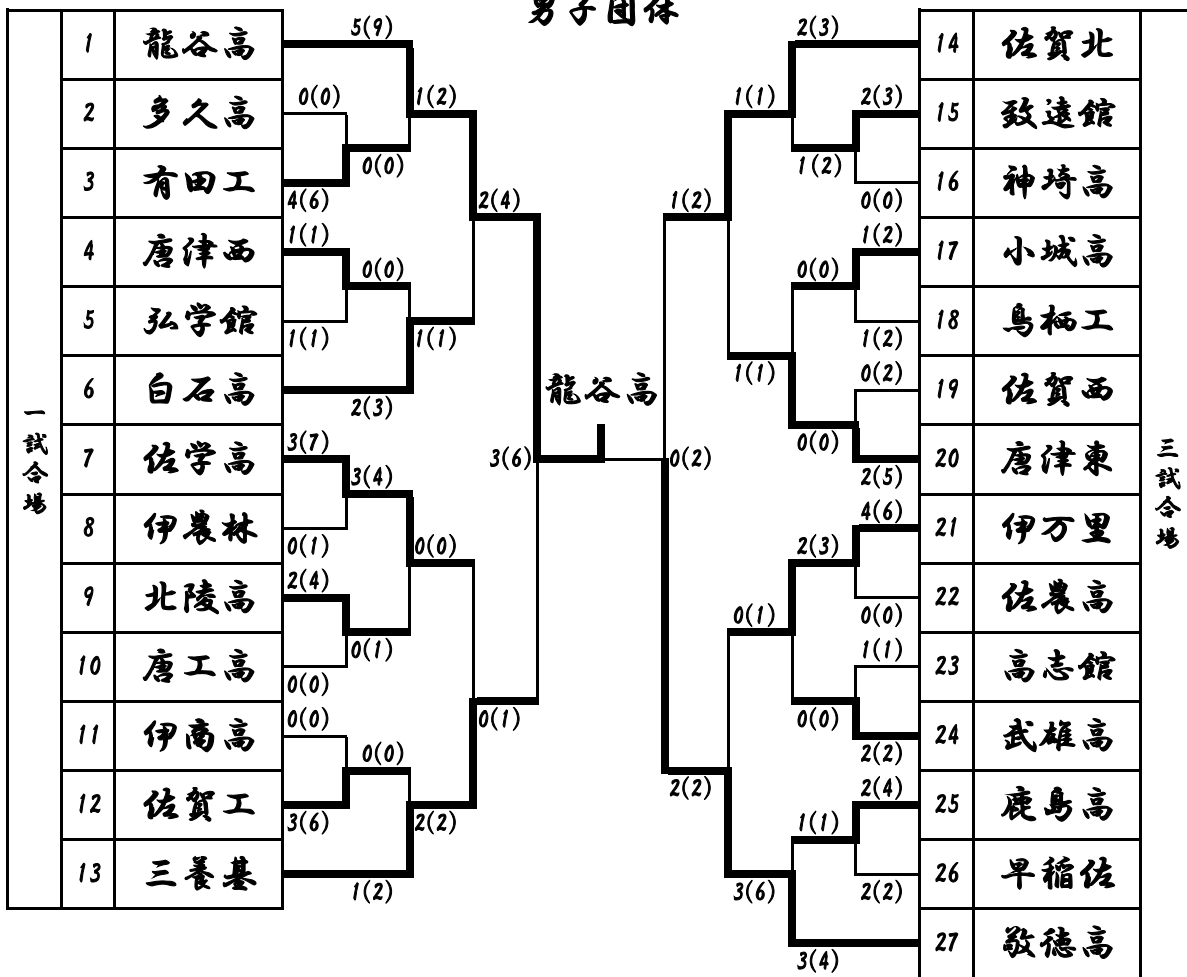 男子団体
一試合場
1 龍谷高
2 多久高
3 有田工
4 唐津西
5 弘学館
6 白石高
7 佐学高
8 伊農林
9 北陵高
10 唐工高
11 伊商高
12 佐賀工
13 三養基
5(9)
0(0)
4(6)
1(1)
1(1)
2(3)
3(7)
0(1)
2(4)
0(0)
0(0)
3(6)
1(2)
0(0)
0(0)
3(4)
0(1)
0(0)
1(2)
1(1)
0(0)
2(2)
2(4)
0(1)
3(6)
龍谷高
0(2)
1(2)
2(2)
1(1)
1(1)
0(1)
3(6)
1(2)
0(0)
0(0)
2(3)
0(0)
1(1)
2(3)
2(3)
0(0)
1(2)
1(2)
0(2)
2(5)
4(6)
0(0)
1(1)
2(2)
2(4)
2(2)
3(4)
14 佐賀北
15 致遠館
16 神埼高
17 小城高
18 鳥栖工
19 佐賀西
20 唐津東
21 伊万里
22 佐農高
23 高志館
24 武雄高
25 鹿島高
26 早稲佐
27 敬徳高
三試合場